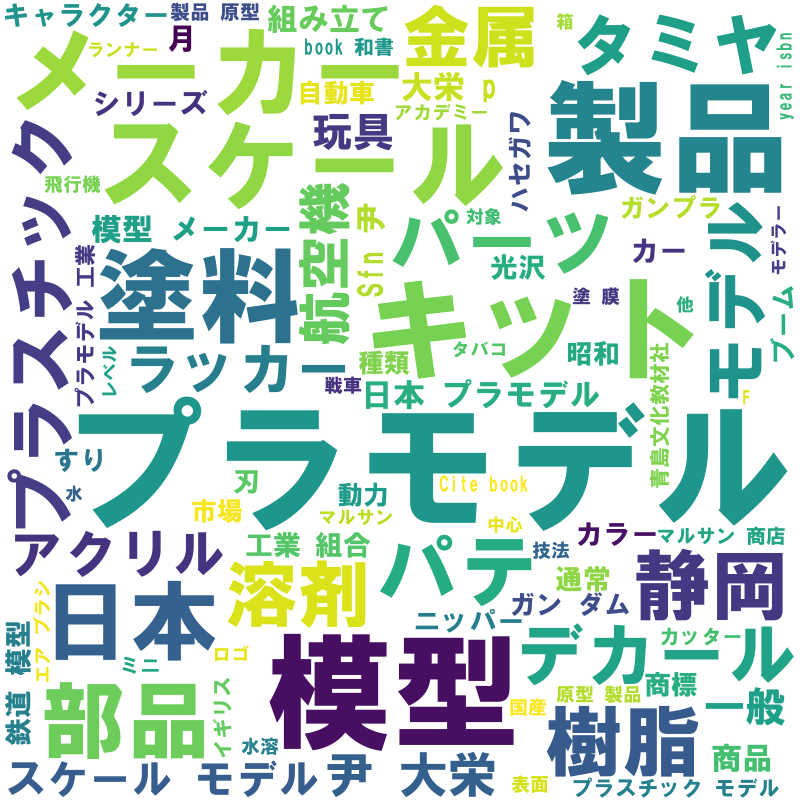 キャラクター
製品 原型
組み立て
金属
箱
タミヤ
year isbn
ランナー
月
book 和書
メーカー
シリーズ
自動車
大栄 p
アカデミー
製品
玩具
スケール
ハセガワ
プラスチック
飛行機
航空機
尹
Sfn
対象
ガンプラ
モデラー
模型 メーカー
パーツ
カー
モデル
プラモデル 工業
塗料
光沢
キット
塗 膜
他
ブーム
レベル
ラッカー
種類
タバコ
昭和
戦車
日本 プラモデル
青島文化教材社
F
プラモデル
すり
水
刃
動力
Cite book
市場
マルサン
中心
カラー
マルサン 商店
アクリル
工業 組合
パテ
技法
通常
静岡
溶剤
日本
ニッパー
ガン ダム
エア ブラシ
鉄道 模型
ミニ
ロゴ
模型
デカール
カッター
商標
部品
イギリス
水溶
国産
原型 製品
一般
樹脂
商品
スケール モデル
尹 大栄
表面
プラスチック モデル